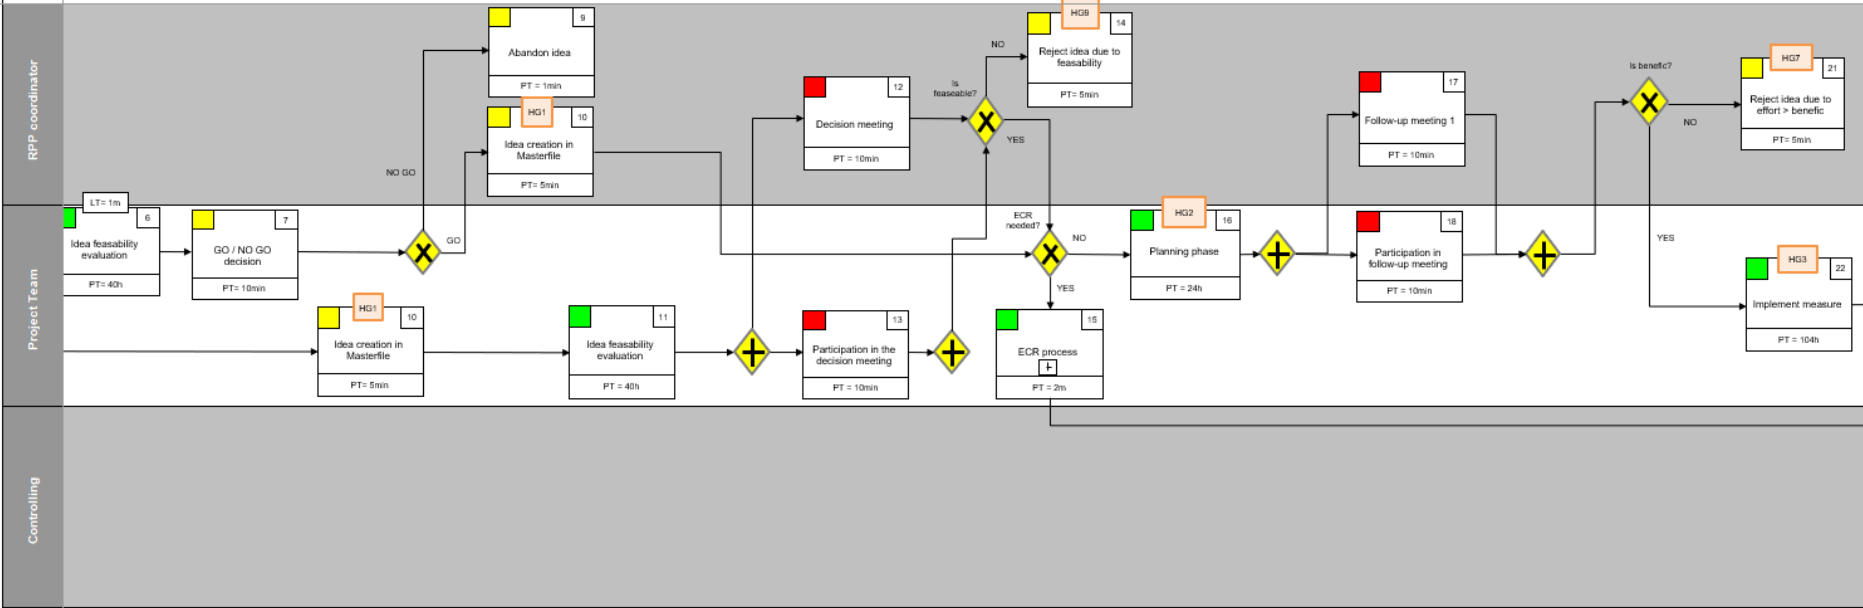 RPP coordinator
9
Abandon idea
PT = 1min
HG1
10
Idea creation in
Masterfile
PT= 5min
NO GO
GO
12
Decision meeting
PT = 10min
Is
feaseable?
NO
YES
HG9
14
Reject idea due to
feasability
PT= 5min
17
Follow-up meeting 1
PT = 10min
Is benefic?
NO
YES
HG7
21
Reject idea due to
effort > benefic
PT= 5min
Project Team
LT= 1m
6
Idea feasability
evaluation
PT= 40h
7
GO / NO GO
decision
PT= 10min
HG1
10
Idea creation in
Masterfile
PT= 5min
11
Idea feasability
evaluation
PT = 40h
13
Participation in the
decision meeting
PT = 10min
ECR
needed?
NO
YES
15
ECR process
PT = 2m
HG2
16
Planning phase
PT = 24h
18
Participation in
follow-up meeting
PT = 10min
HG3
22
Implement measure
PT = 104h
Controlling